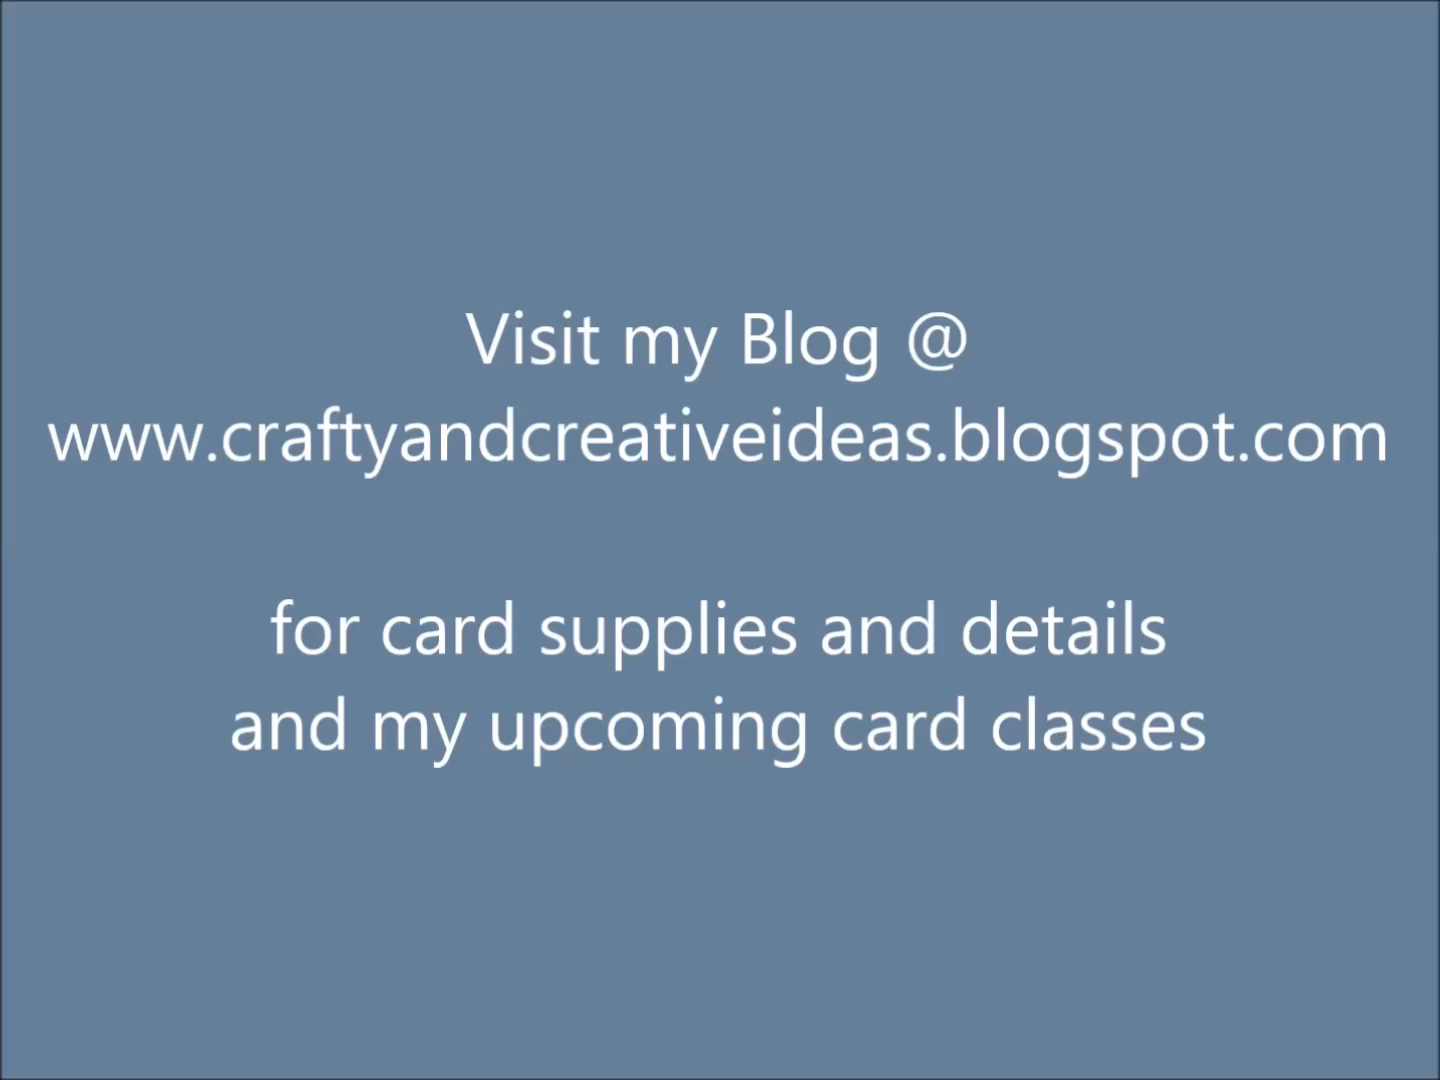 Visit my Blog @
www.craftyandcreativeideas.blogspot.com
for card supplies and details
and my upcoming card classes